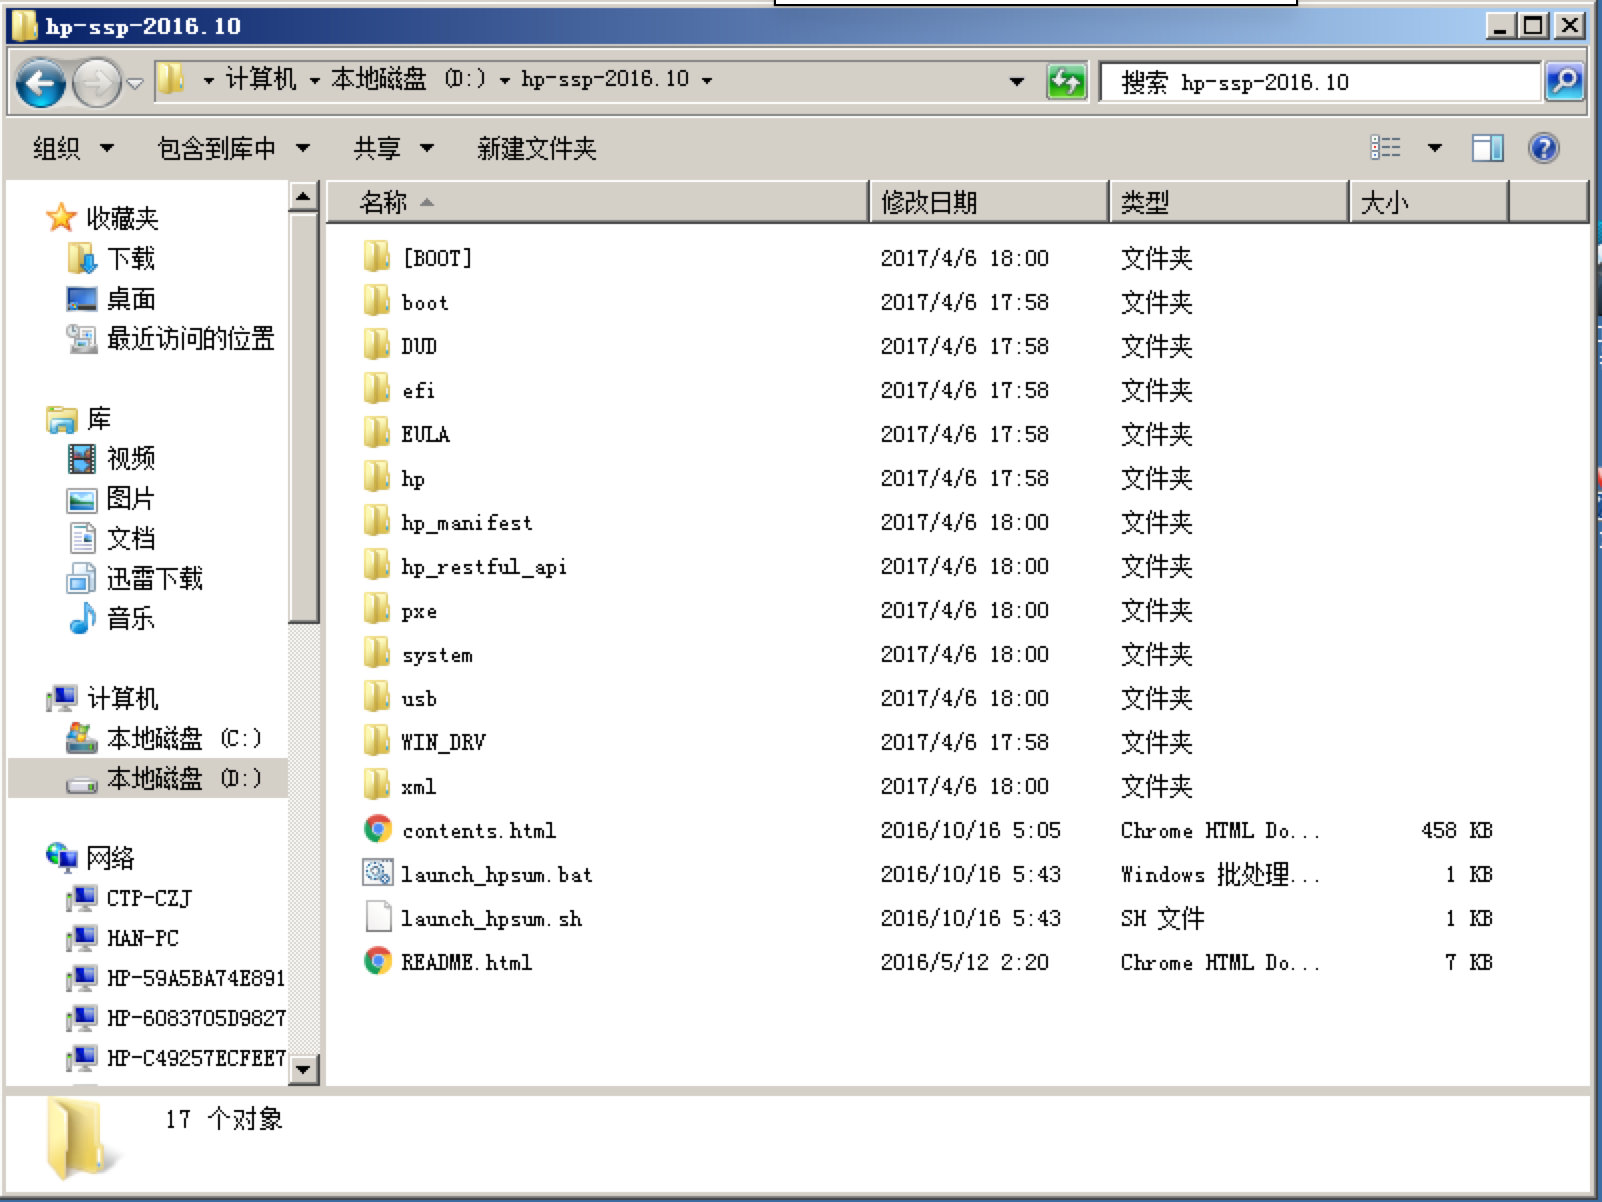 hp-ssp-2016.10
计算机 本地磁盘 (D:) hp-ssp-2016.10
搜索 hp-ssp-2016.10
组织 包含到库中 共享 新建文件夹
收藏夹
下载
桌面
最近访问的位置
库
视频
图片
文档
迅雷下载
音乐
计算机
本地磁盘 (C:)
本地磁盘 (D:)
网络
CTP-CZJ
HAN-PC
HP-59A5BA74E891
HP-6083705D9827
HP-C49257ECFEE7
名称 修改日期 类型 大小
[BOOT] 2017/4/6 18:00 文件夹
boot 2017/4/6 17:58 文件夹
DVD 2017/4/6 17:58 文件夹
efi 2017/4/6 17:58 文件夹
EULA 2017/4/6 17:58 文件夹
hp 2017/4/6 17:58 文件夹
hp_manifest 2017/4/6 18:00 文件夹
hp_restful_api 2017/4/6 18:00 文件夹
pxe 2017/4/6 18:00 文件夹
system 2017/4/6 18:00 文件夹
usb 2017/4/6 18:00 文件夹
WIN_DRV 2017/4/6 17:58 文件夹
xml 2017/4/6 18:00 文件夹
contents.html 2016/10/16 5:05 Chrome HTML Do... 458 KB
launch_hpsum.bat 2016/10/16 5:43 Windows 批处理... 1 KB
launch_hpsum.sh 2016/10/16 5:43 SH 文件 1 KB
README.html 2016/5/12 2:20 Chrome HTML Do... 7 KB
17 个对象